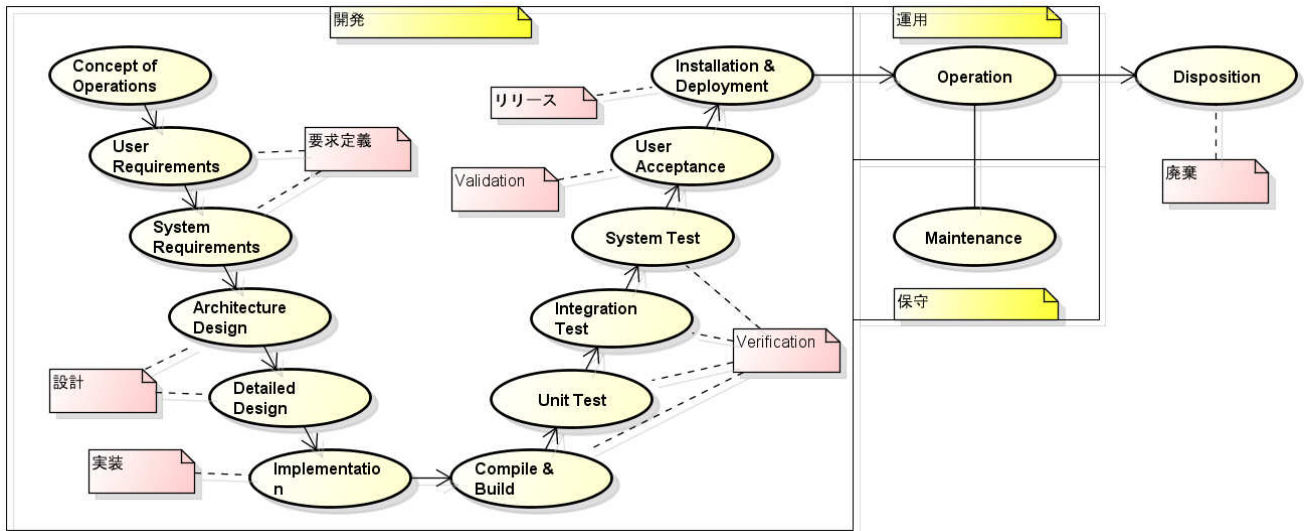 開発
運用
Concept of
Operations
Installation &
Deployment
Operation
Disposition
リリース
User
Requirements
要求定義
User
Acceptance
Validation
廃棄
System
Requirements
System Test
Maintenance
Architecture
Design
Integration
Test
保守
Verification
設計
Detailed
Design
Unit Test
実装
Implementatio
n
Compile &
Build